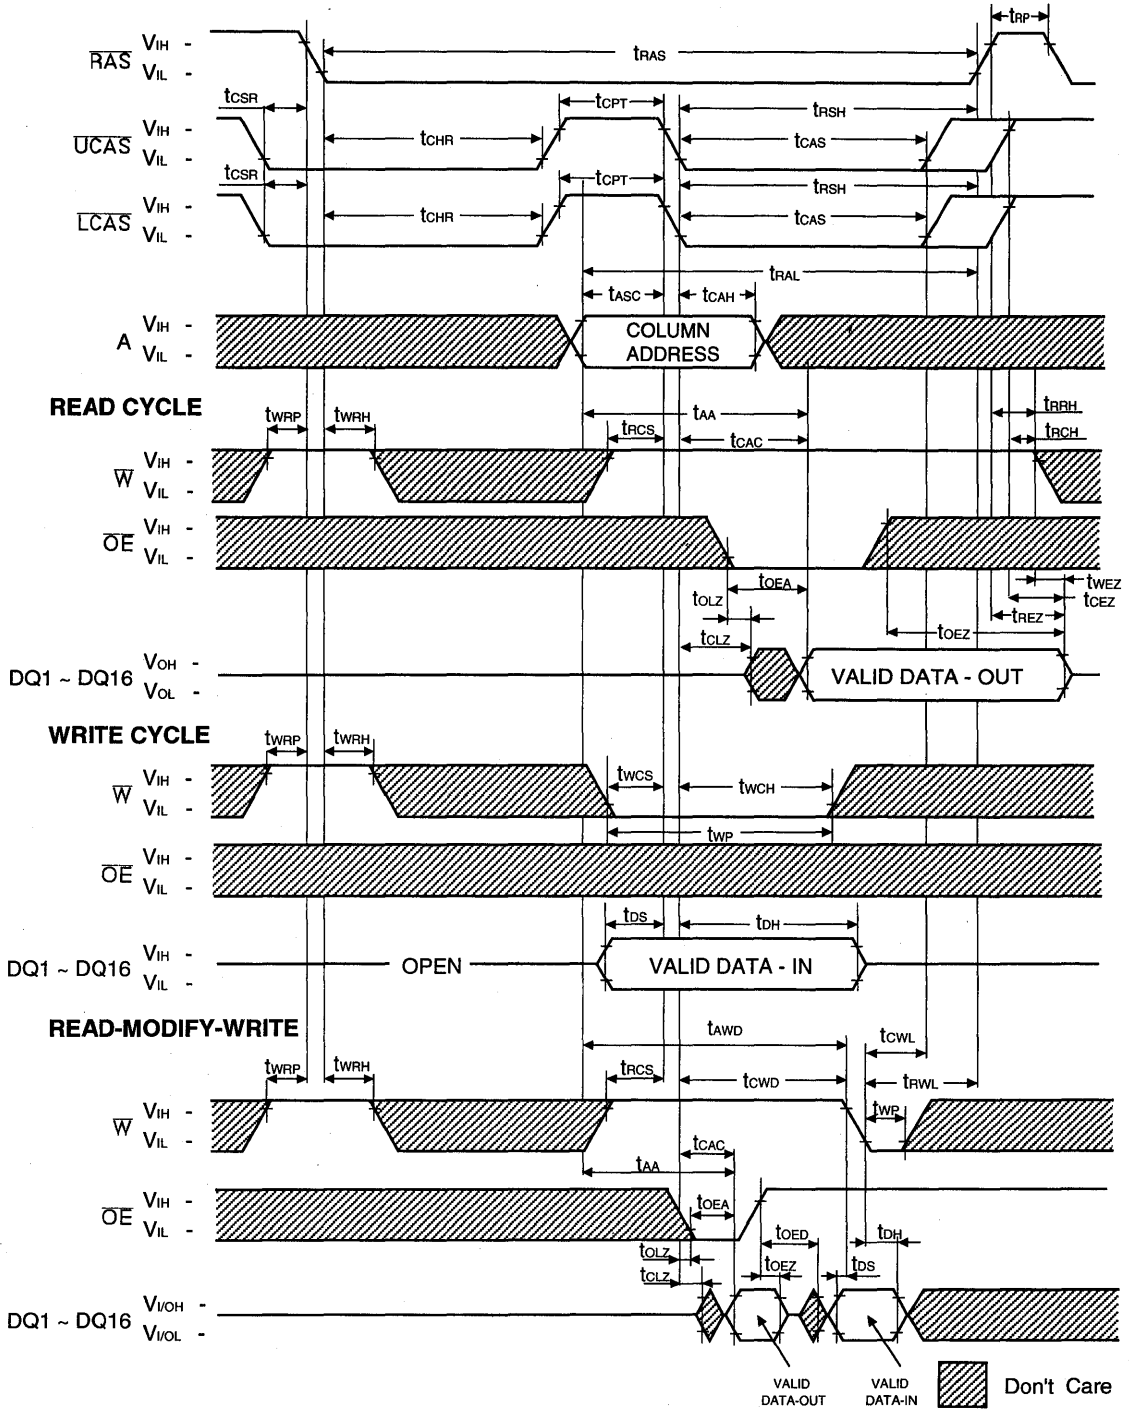 tRP
RAS VIH - VIL -
tRAS
tCSR tCPT tRSH
UCAS VIH - VIL -
tCHR tCAS
tCSR tCPT tRSH
LCAS VIH - VIL -
tCHR tCAS
tRAL
tASC tCAH
A VIH - VIL -
COLUMN
ADDRESS
READ CYCLE
tWRP tWRH tAA tRRH
tRCS tCAC tRCH
W VIH - VIL -
OE VIH - VIL -
tOEA tWEZ
tOLZ tCEZ
tREZ
tCLZ tOEZ
DQ1 ~ DQ16 VOH - VOL -
VALID DATA - OUT
WRITE CYCLE
tWRP tWRH
W VIH - VIL -
tWCS tWCH
tWP
OE VIH - VIL -
tDS tDH
DQ1 ~ DQ16 VIH - VIL -
OPEN VALID DATA - IN
READ-MODIFY-WRITE
tAWD
tCWL
tWRP tWRH tRCS tCWD tRWL
W VIH - VIL -
tWP
tCAC
tAA
OE VIH - VIL -
tOEA
tOED tDH
tOLZ tOEZ tDS
tCLZ
DQ1 ~ DQ16 VI/OH - VI/OL -
VALID
DATA-OUT
VALID
DATA-IN
Don't Care